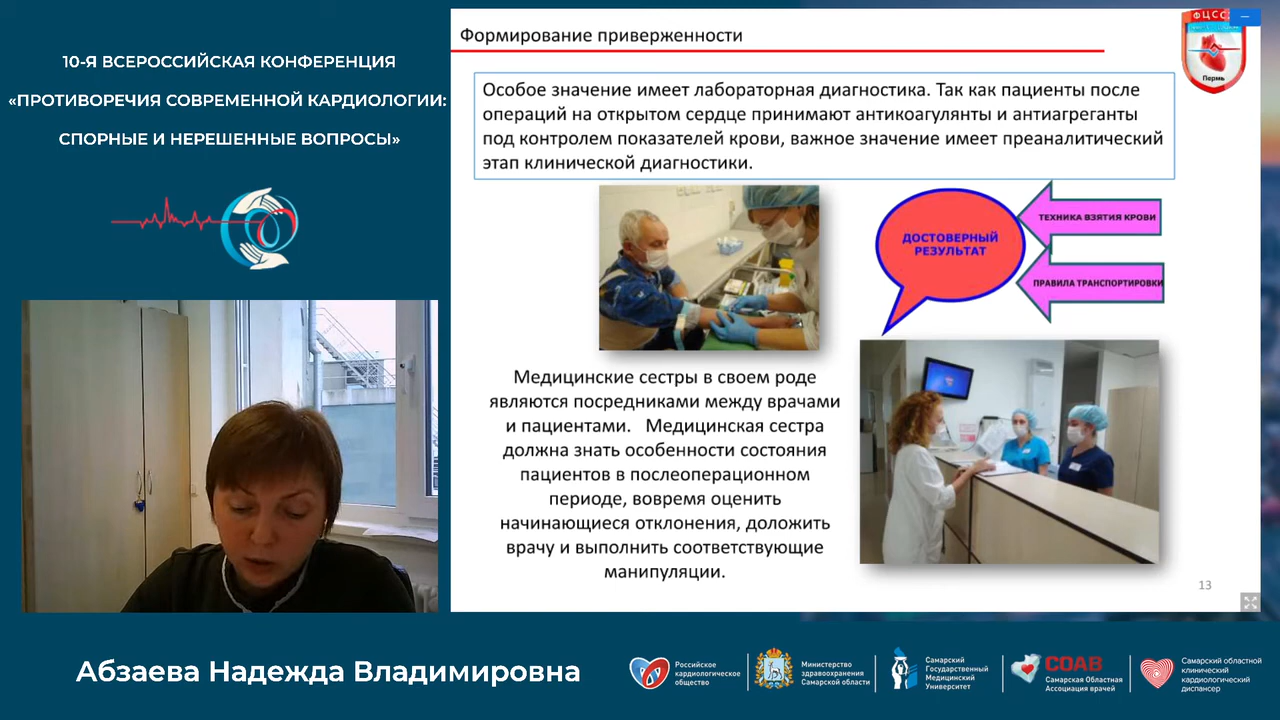 10-Я ВСЕРОССИЙСКАЯ КОНФЕРЕНЦИЯ
«ПРОТИВОРЕЧИЯ СОВРЕМЕННОЙ КАРДИОЛОГИИ:
СПОРНЫЕ И НЕРЕШЕННЫЕ ВОПРОСЫ»
Формирование приверженности
Пермь
Особое значение имеет лабораторная диагностика. Так как пациенты после
операций на открытом сердце принимают антикоагулянты и антиагреганты
под контролем показателей крови, важное значение имеет преаналитический
этап клинической диагностики.
ДОСТОВЕРНЫЙ
РЕЗУЛЬТАТ
ТЕХНИКА ВЗЯТИЯ КРОВИ
ПРАВИЛА ТРАНСПОРТИРОВКИ
Медицинские сестры в своем роде
являются посредниками между врачами
и пациентами. Медицинская сестра
должна знать особенности состояния
пациентов в послеоперационном
периоде, вовремя оценить
начинающиеся отклонения, доложить
врачу и выполнить соответствующие
манипуляции.
13
Абзаева Надежда Владимировна
Российское
кардиологическое
общество
Министерство
здравоохранения
Самарской области
Самарский
Государственный
Медицинский
Университет
СОАВ
Самарская Областная
Ассоциация врачей
Самарский областной
клинический
кардиологический
диспансер